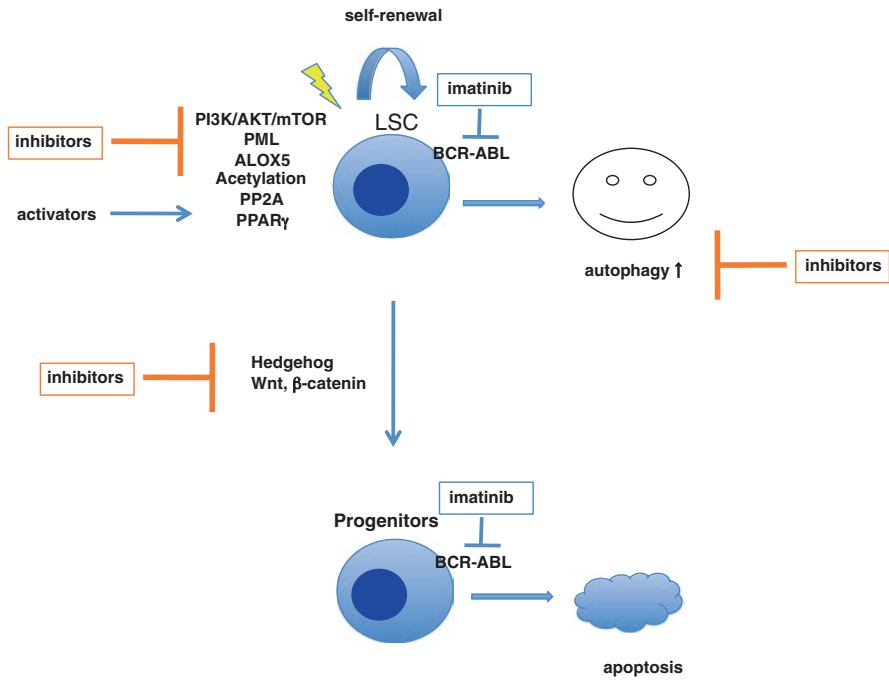 self-renewal
imatinib
LSC
BCR-ABL
inhibitors
PI3K/AKT/mTOR
PML
ALOX5
Acetylation
PP2A
PPARγ
activators
autophagy ↑
inhibitors
inhibitors
Hedgehog
Wnt, β-catenin
imatinib
Progenitors
BCR-ABL
apoptosis